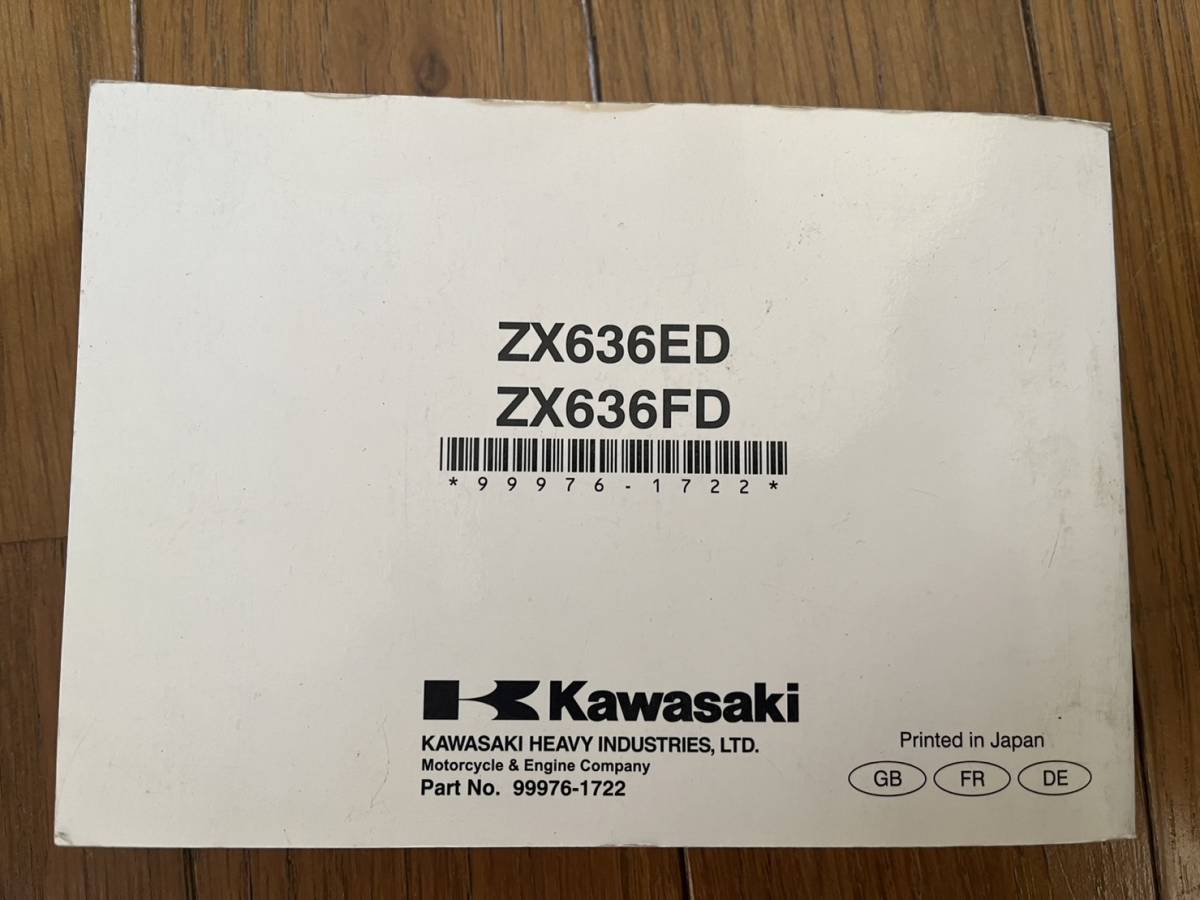 ZX636ED
ZX636FD
*99976-1722*
Kawasaki
KAWASAKI HEAVY INDUSTRIES, LTD.
Motorcycle & Engine Company
Part No. 99976-1722
Printed in Japan
GB FR DE